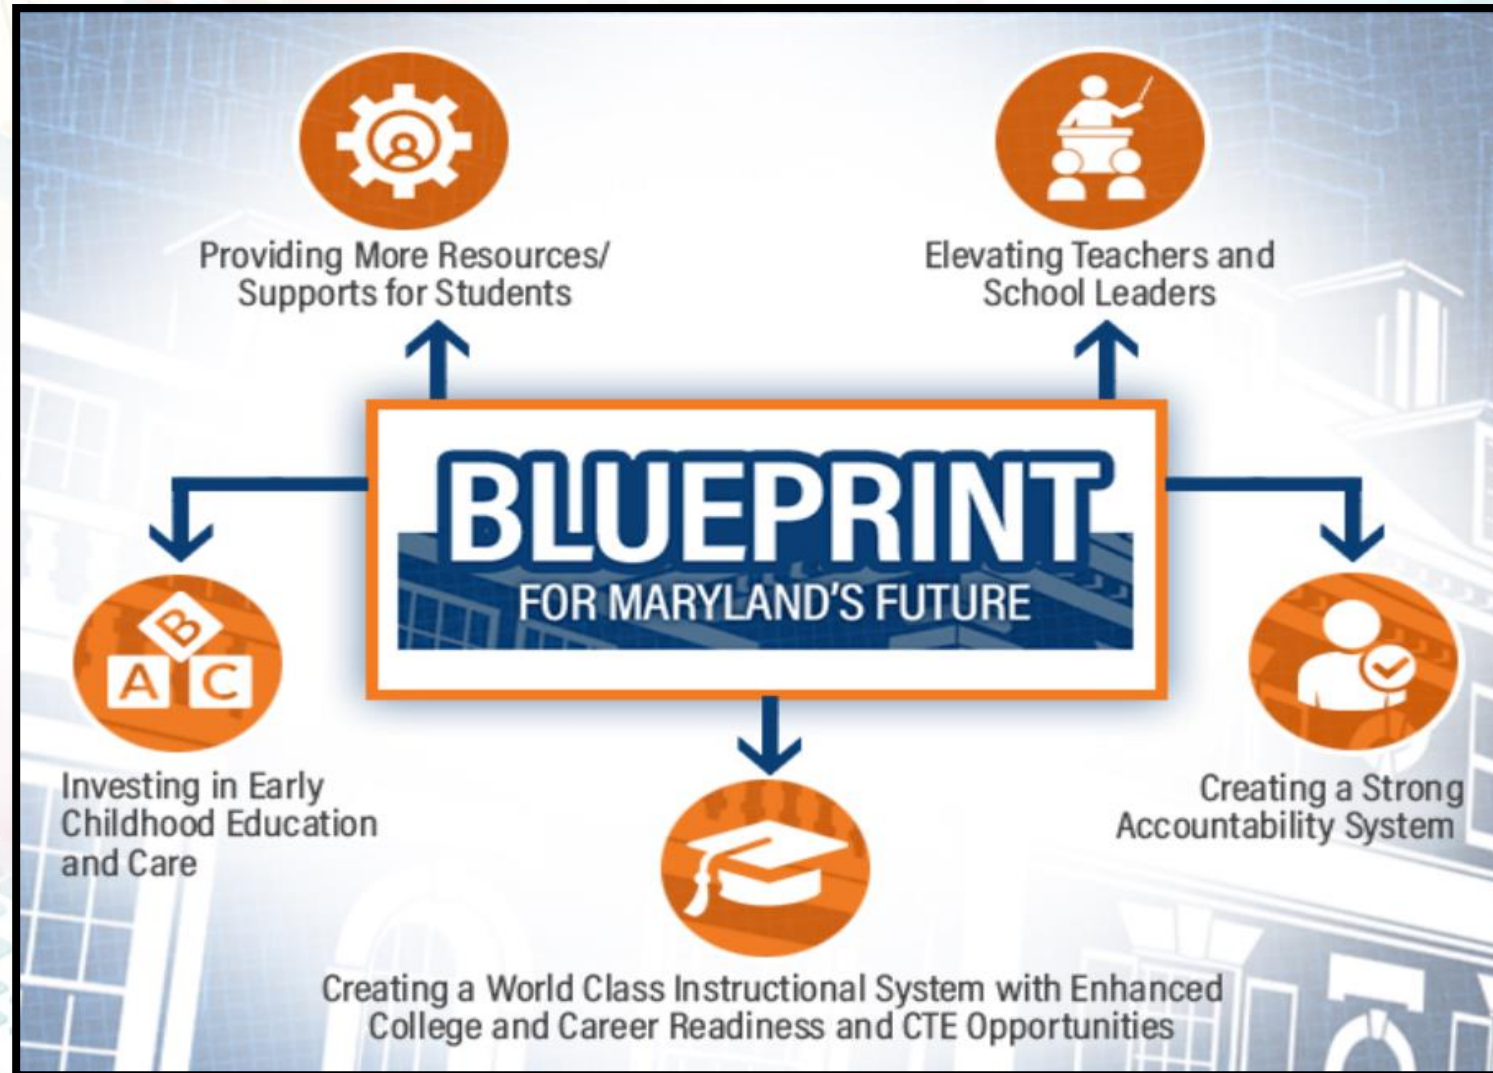 Providing More Resources/
Supports for Students
Elevating Teachers and
School Leaders
BLUEPRINT
FOR MARYLAND'S FUTURE
B
A C
Investing in Early
Childhood Education
and Care
Creating a Strong
Accountability System
Creating a World Class Instructional System with Enhanced
College and Career Readiness and CTE Opportunities